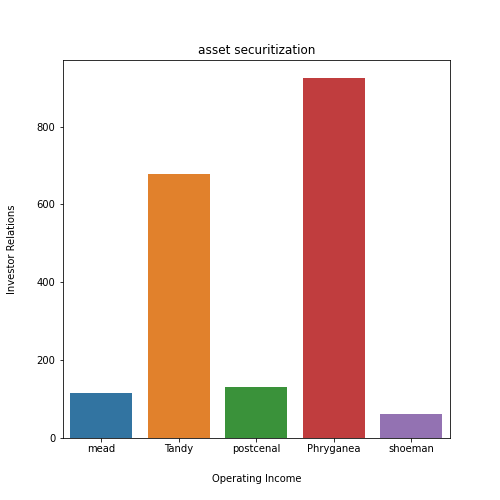 asset securitization
Investor Relations
800
600
400
200
0
mead Tandy postcenal Phryganea shoeman
Operating Income